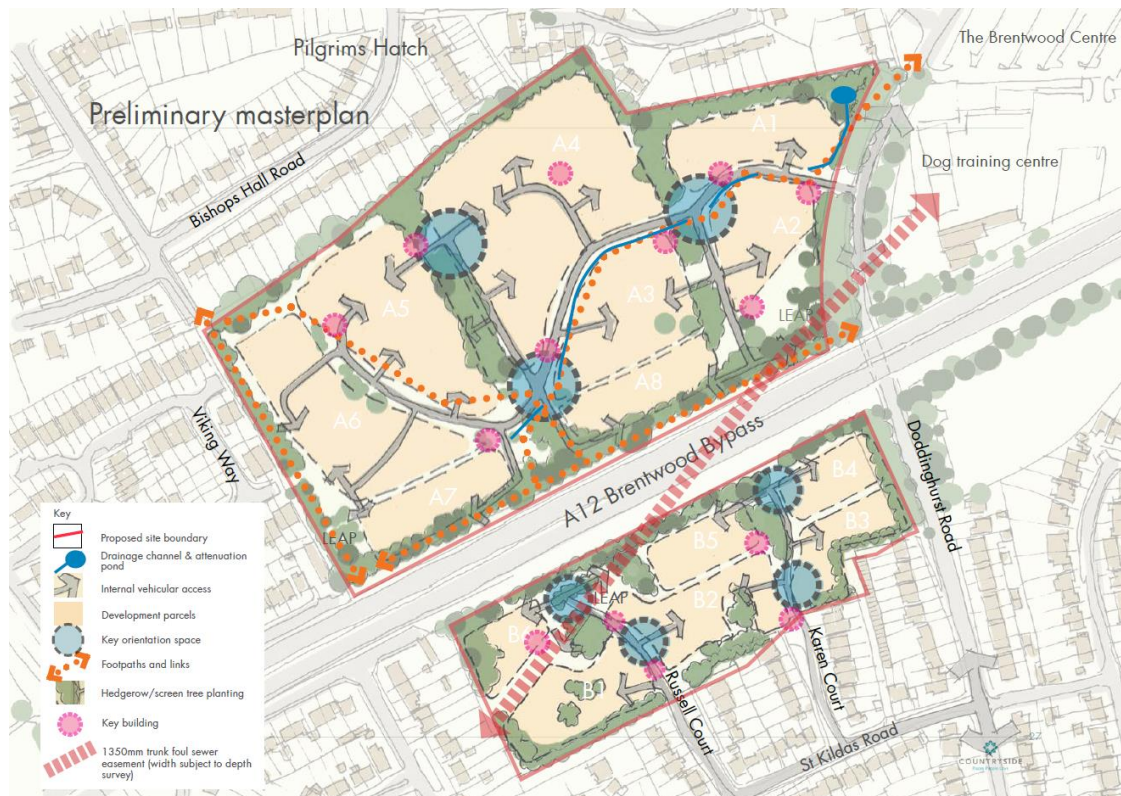 Pilgrims Hatch
The Brentwood Centre
Preliminary masterplan
A1
A4
Dog training centre
Bishops Hall Road
A2
A3
A5
LEAP
A8
A6
Viking Way
A7
A12 Brentwood Bypass
Doddinghurst Road
B4
B3
B5
LEAP
LEAP
B2
B6
B1
Karen Court
Russell Court
St Kildas Road
Key
Proposed site boundary
Drainage channel & attenuation
pond
Internal vehicular access
Development parcels
Key orientation space
Footpaths and links
Hedgerow/screen tree planting
Key building
1350mm trunk foul sewer
easement (width subject to depth
survey)
27
COUNTRYSIDE